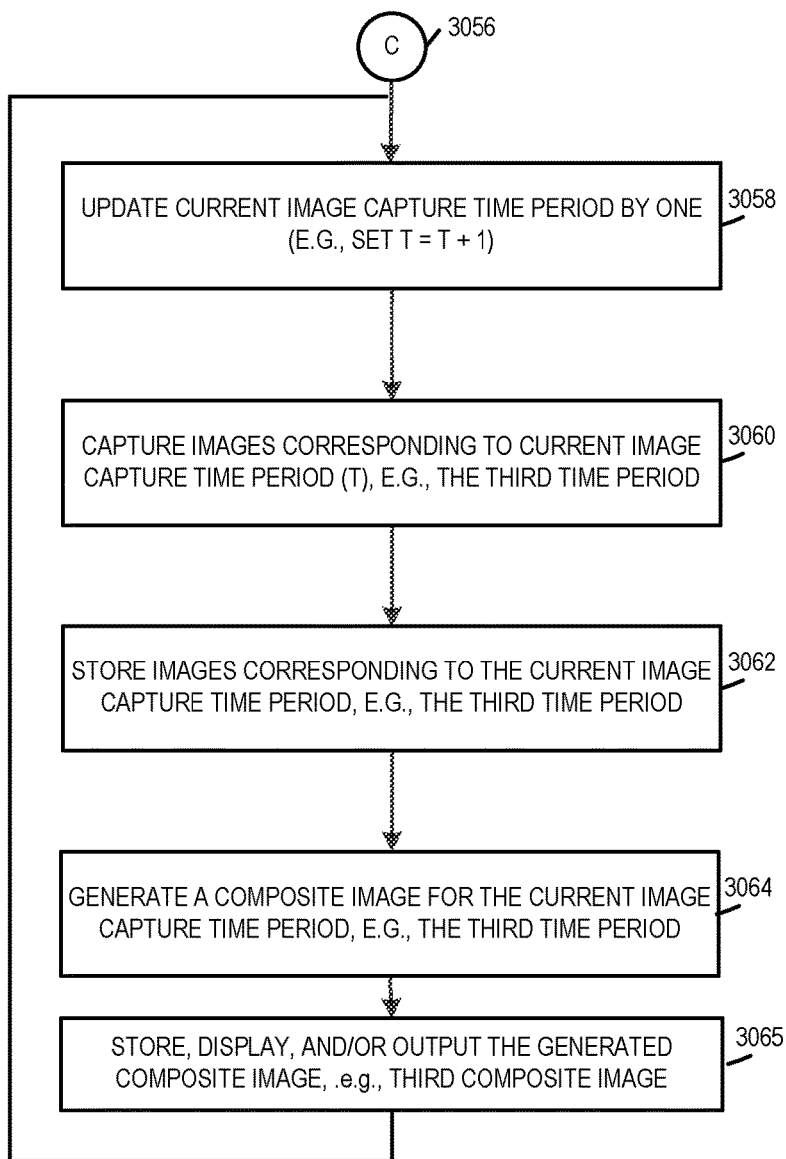 C
3056
UPDATE CURRENT IMAGE CAPTURE TIME PERIOD BY ONE
(E.G., SET T = T + 1)
3058
CAPTURE IMAGES CORRESPONDING TO CURRENT IMAGE
CAPTURE TIME PERIOD (T), E.G., THE THIRD TIME PERIOD
3060
STORE IMAGES CORRESPONDING TO THE CURRENT IMAGE
CAPTURE TIME PERIOD, E.G., THE THIRD TIME PERIOD
3062
GENERATE A COMPOSITE IMAGE FOR THE CURRENT IMAGE
CAPTURE TIME PERIOD, E.G., THE THIRD TIME PERIOD
3064
STORE, DISPLAY, AND/OR OUTPUT THE GENERATED
COMPOSITE IMAGE, .e.g., THIRD COMPOSITE IMAGE
3065